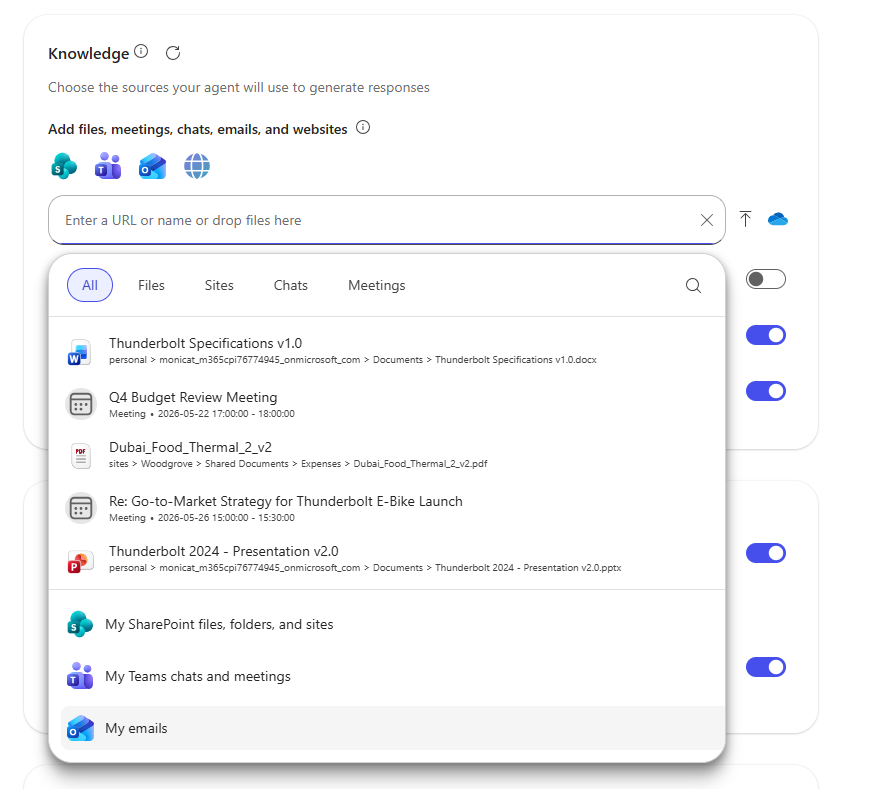 Knowledge
Choose the sources your agent will use to generate responses
Add files, meetings, chats, emails, and websites
Enter a URL or name or drop files here
All Files Sites Chats Meetings
Thunderbolt Specifications v1.0
personal > monicat_m365cpi76774945_onmicrosoft_com > Documents > Thunderbolt Specifications v1.0.docx
Q4 Budget Review Meeting
Meeting • 2026-05-22 17:00:00 - 18:00:00
Dubai_Food_Thermal_2_v2
sites > Woodgrove > Shared Documents > Expenses > Dubai_Food_Thermal_2_v2.pdf
Re: Go-to-Market Strategy for Thunderbolt E-Bike Launch
Meeting • 2026-05-26 15:00:00 - 15:30:00
Thunderbolt 2024 - Presentation v2.0
personal > monicat_m365cpi76774945_onmicrosoft_com > Documents > Thunderbolt 2024 - Presentation v2.0.pptx
My SharePoint files, folders, and sites
My Teams chats and meetings
My emails